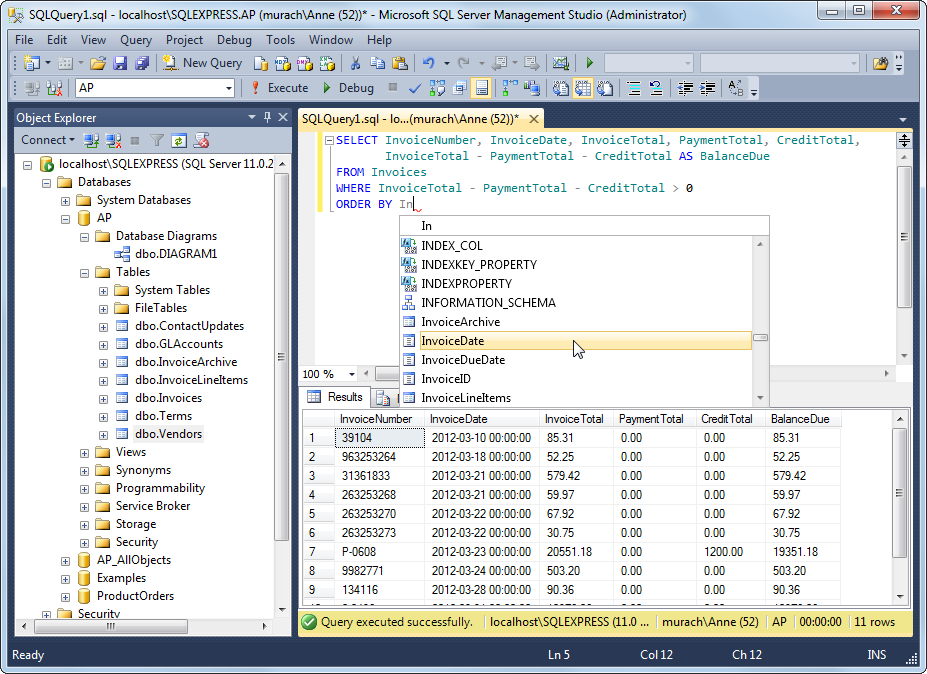 SQLQuery1.sql - localhost\SQLEXPRESS.AP (murach\Anne (52))* - Microsoft SQL Server Management Studio (Administrator)
File Edit View Query Project Debug Tools Window Help
New Query
AP Execute Debug
Object Explorer
Connect
localhost\SQLEXPRESS (SQL Server 11.0.2
Databases
System Databases
AP
Database Diagrams
dbo.DIAGRAM1
Tables
System Tables
FileTables
dbo.ContactUpdates
dbo.GLAccounts
dbo.InvoiceArchive
dbo.InvoiceLineItems
dbo.Invoices
dbo.Terms
dbo.Vendors
Views
Synonyms
Programmability
Service Broker
Storage
Security
AP_AllObjects
Examples
ProductOrders
Security
SQLQuery1.sql - lo...(murach\Anne (52))*
SELECT InvoiceNumber, InvoiceDate, InvoiceTotal, PaymentTotal, CreditTotal,
InvoiceTotal - PaymentTotal - CreditTotal AS BalanceDue
FROM Invoices
WHERE InvoiceTotal - PaymentTotal - CreditTotal > 0
ORDER BY In
In
INDEX_COL
INDEXKEY_PROPERTY
INDEXPROPERTY
INFORMATION_SCHEMA
InvoiceArchive
InvoiceDate
InvoiceDueDate
InvoiceID
InvoiceLineItems
100 %
Results
InvoiceNumber InvoiceDate InvoiceTotal PaymentTotal CreditTotal BalanceDue
1 39104 2012-03-10 00:00:00 85.31 0.00 0.00 85.31
2 963253264 2012-03-18 00:00:00 52.25 0.00 0.00 52.25
3 31361833 2012-03-21 00:00:00 579.42 0.00 0.00 579.42
4 263253268 2012-03-21 00:00:00 59.97 0.00 0.00 59.97
5 263253270 2012-03-22 00:00:00 67.92 0.00 0.00 67.92
6 263253273 2012-03-22 00:00:00 30.75 0.00 0.00 30.75
7 P-0608 2012-03-23 00:00:00 20551.18 0.00 1200.00 19351.18
8 9982771 2012-03-24 00:00:00 503.20 0.00 0.00 503.20
9 134116 2012-03-28 00:00:00 90.36 0.00 0.00 90.36
Query executed successfully. localhost\SQLEXPRESS (11.0 ... murach\Anne (52) AP 00:00:00 11 rows
Ready Ln 5 Col 12 Ch 12 INS